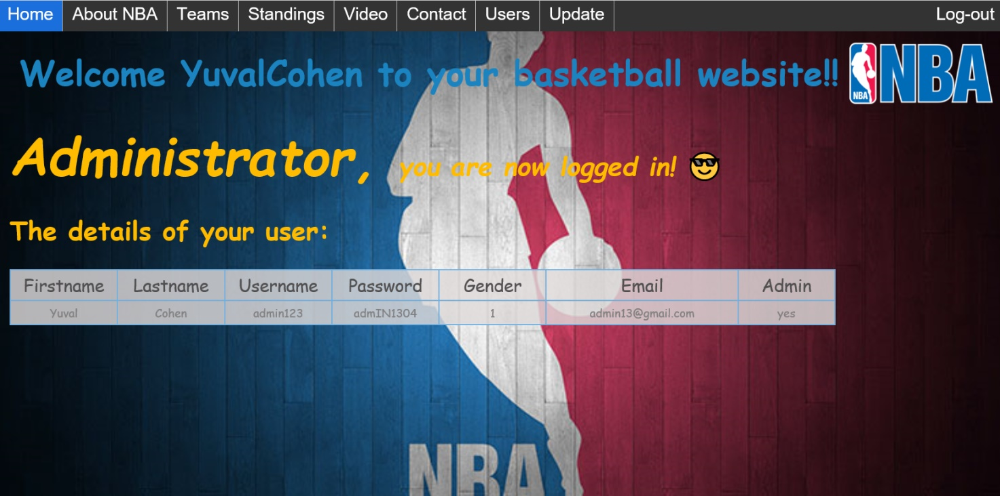 Home About NBA Teams Standings Video Contact Users Update Log-out
Welcome YuvalCohen to your basketball website!!
NBA NBA
Administrator, you are now logged in! 😎
The details of your user:
Firstname Lastname Username Password Gender Email Admin
Yuval Cohen admin123 admIN1304 1 admin13@gmail.com yes
NBA